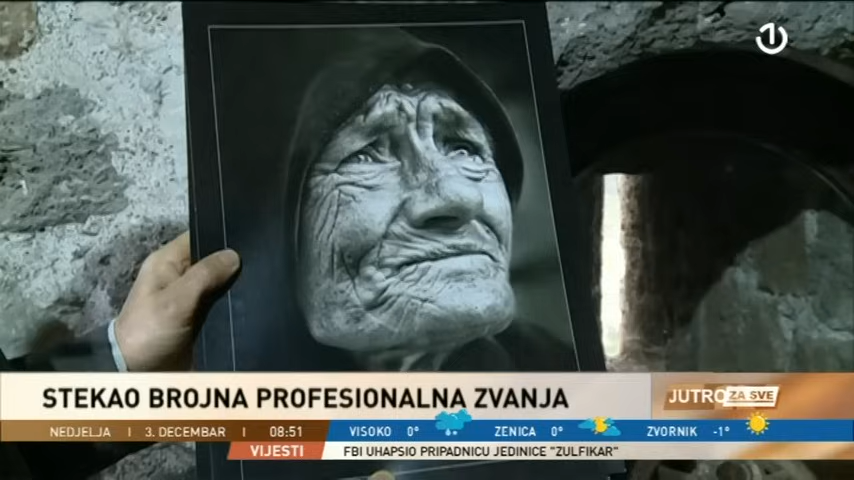 1
STEKAO BROJNA PROFESIONALNA ZVANJA
JUTRO ZA SVE
NEDJELJA I 3. DECEMBAR I 08:51
VISOKO 0° ZENICA 0° ZVORNIK -1°
VIJESTI FBI UHAPSIO PRIPADNICU JEDINICE "ZULFIKAR"